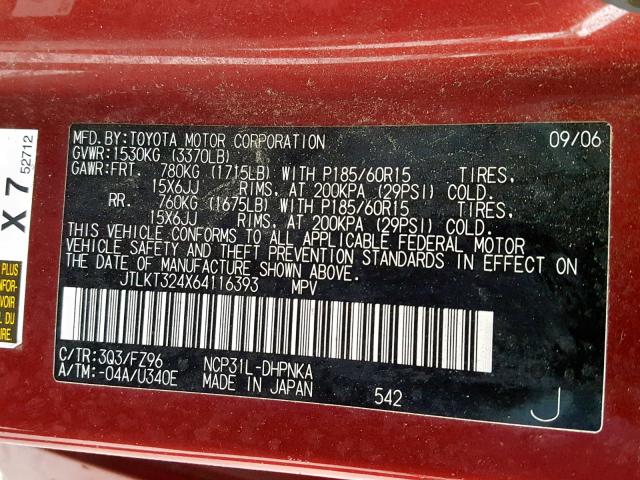 MFD. BY: TOYOTA MOTOR CORPORATION 09/06
GVWR: 1530KG (3370LB)
GAWR: FRT. 780KG (1715LB) WITH P185/60R15 TIRES,
15X6JJ RIMS, AT 200KPA (29PSI) COLD.
RR. 760KG (1675LB) WITH P185/60R15 TIRES,
15X6JJ RIMS, AT 200KPA (29PSI) COLD.
THIS VEHICLE CONFORMS TO ALL APPLICABLE FEDERAL MOTOR
VEHICLE SAFETY AND THEFT PREVENTION STANDARDS IN EFFECT ON
THE DATE OF MANUFACTURE SHOWN ABOVE.
JTLKT324X64116393 MPV
C/TR: 3Q3/FZ96 NCP31L-DHPNKA
A/TM: -04A/U340E MADE IN JAPAN 542 J
X 7
52712
PLUS
NFOR-
VOIR
IRE.